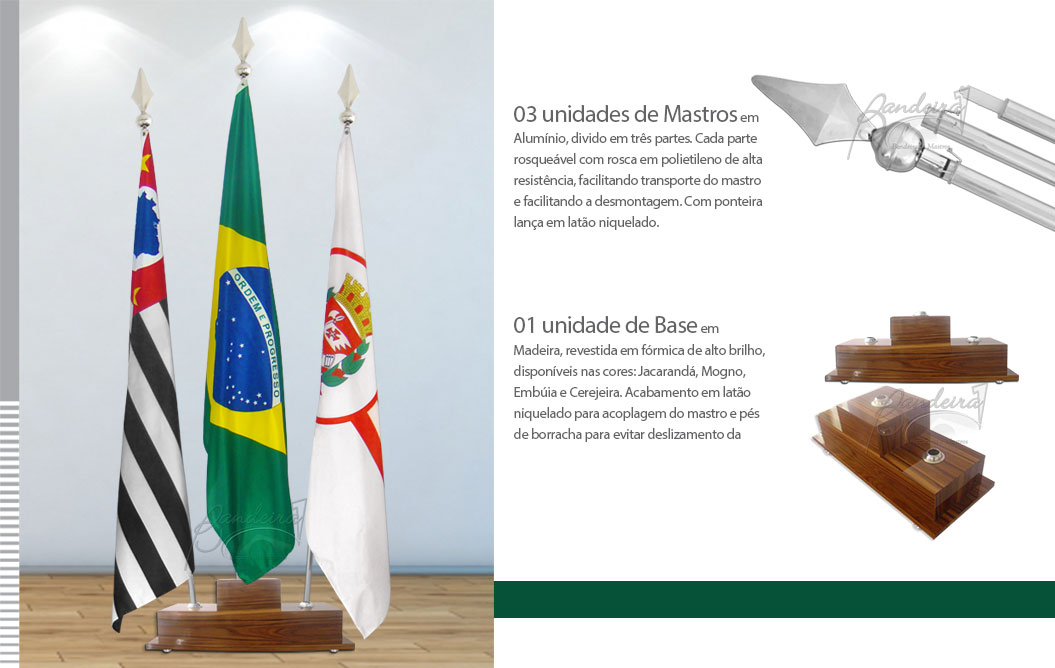 ORDEM E PROGRESSO
03 unidades de Mastros em
Alumínio, divido em três partes. Cada parte
rosqueável com rosca em polietileno de alta
resistência, facilitando transporte do mastro
e facilitando a desmontagem. Com ponteira
lança em latão niquelado.
Bandeira1
01 unidade de Base em
Madeira, revestida em fórmica de alto brilho,
disponíveis nas cores: Jacarandá, Mogno,
Embúia e Cerejeira. Acabamento em latão
niquelado para acoplagem do mastro e pés
de borracha para evitar deslizamento da
Bandeira1
Bandeira1